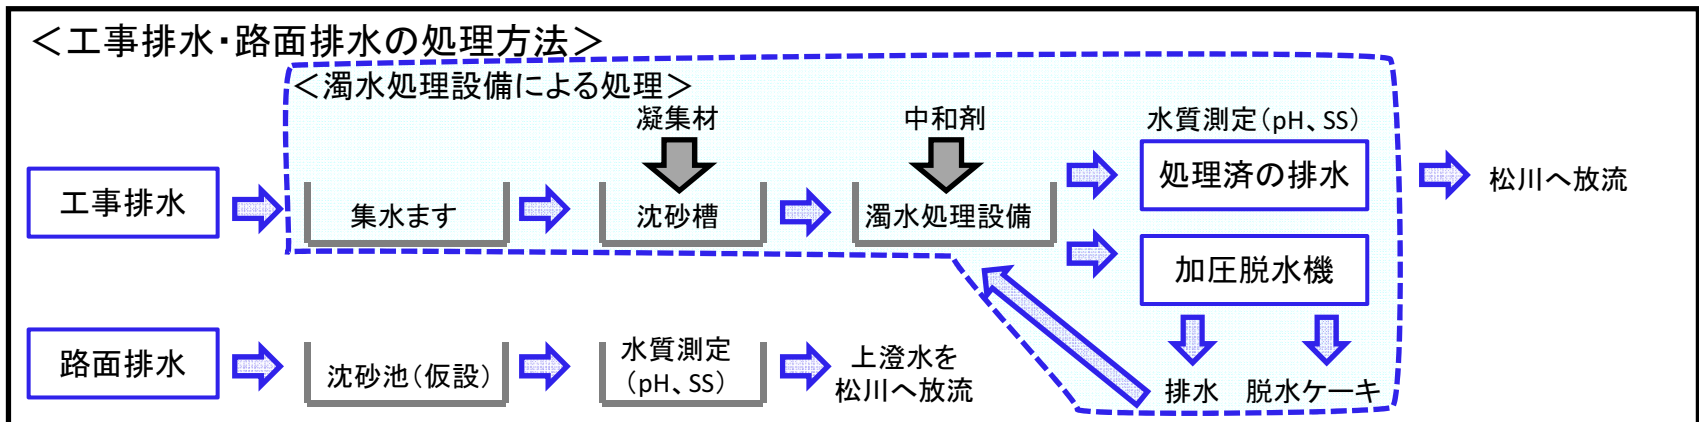 ＜工事排水・路面排水の処理方法＞
＜濁水処理設備による処理＞
凝集材
中和剤
水質測定（pH、SS）
工事排水
集水ます
沈砂槽
濁水処理設備
処理済の排水
松川へ放流
加圧脱水機
排水
脱水ケーキ
路面排水
沈砂池（仮設）
水質測定
（pH、SS）
上澄水を
松川へ放流